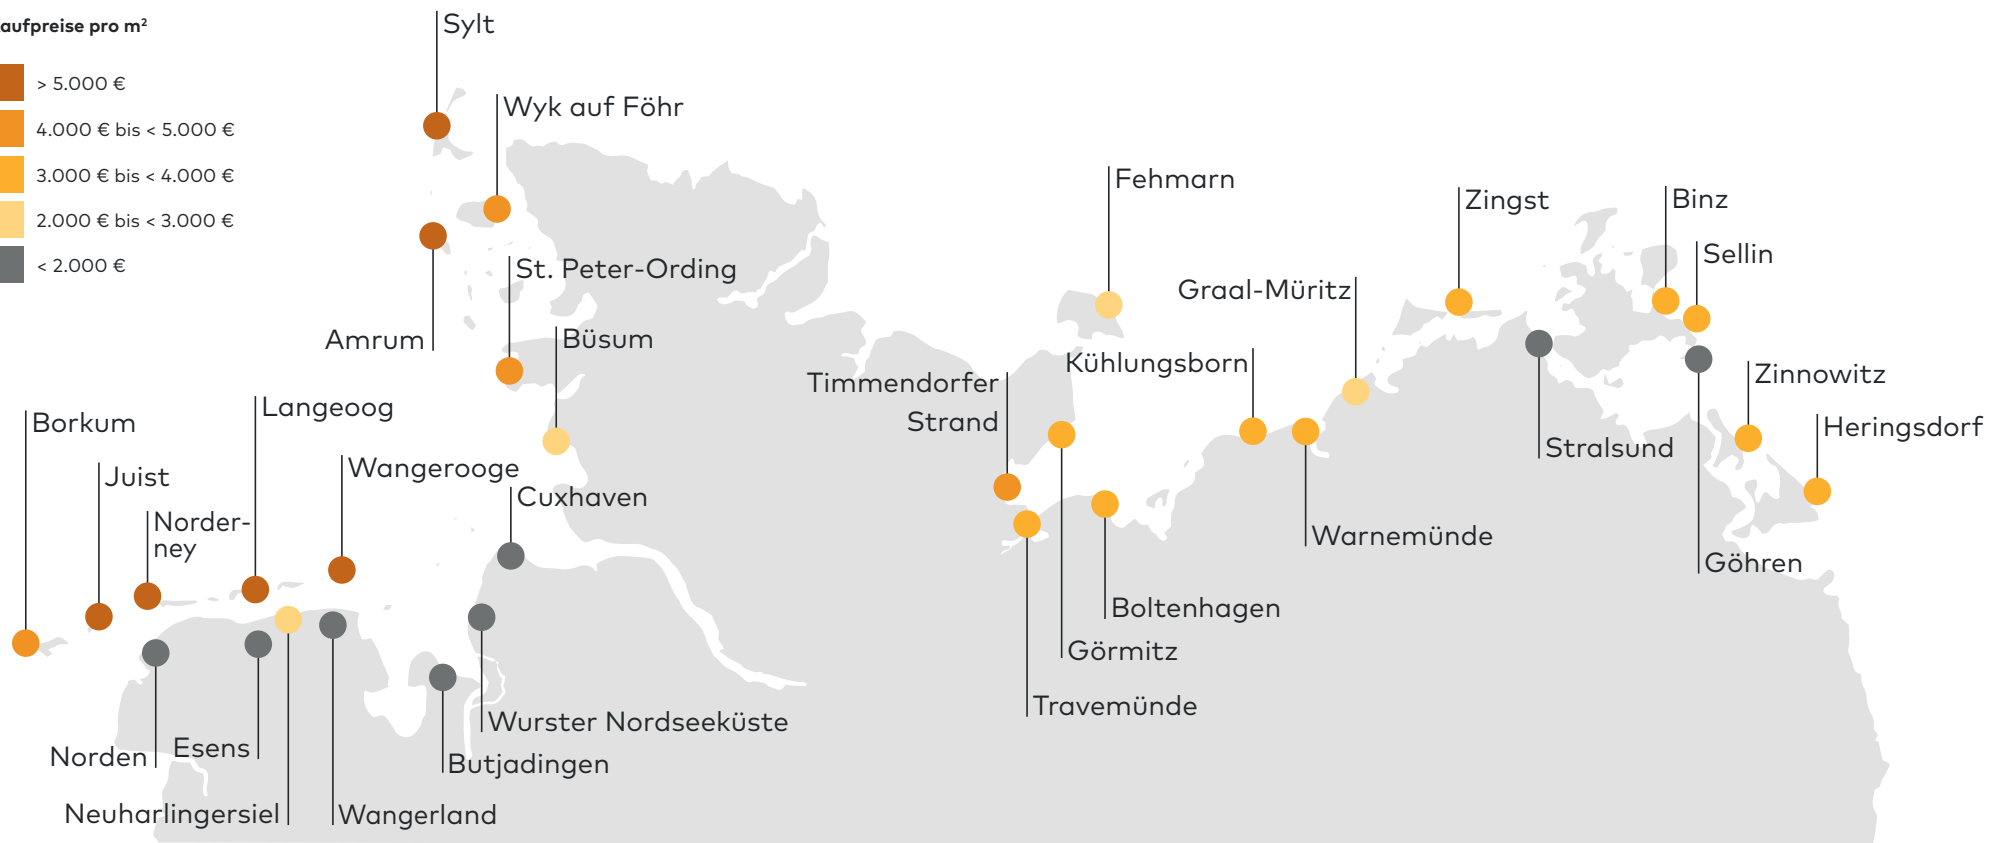 aufpreise pro m²
> 5.000 €
4.000 € bis < 5.000 €
3.000 € bis < 4.000 €
2.000 € bis < 3.000 €
< 2.000 €
Sylt
Wyk auf Föhr
Amrum
St. Peter-Ording
Büsum
Borkum
Juist
Norder-
ney
Langeoog
Wangerooge
Cuxhaven
Norden
Esens
Neuharlingersiel
Wangerland
Butjadingen
Wurster Nordseeküste
Timmendorfer
Strand
Fehmarn
Kühlungsborn
Graal-Müritz
Zingst
Binz
Sellin
Zinnowitz
Heringsdorf
Stralsund
Göhren
Warnemünde
Boltenhagen
Görmitz
Travemünde